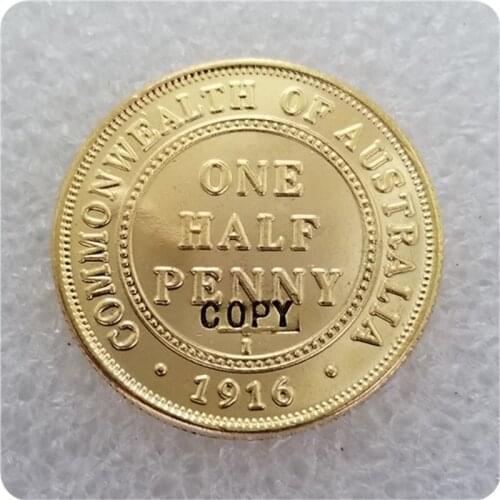 COMMONWEALTH OF AUSTRALIA
ONE
HALF
PENNY
COPY
I
· 1916 ·